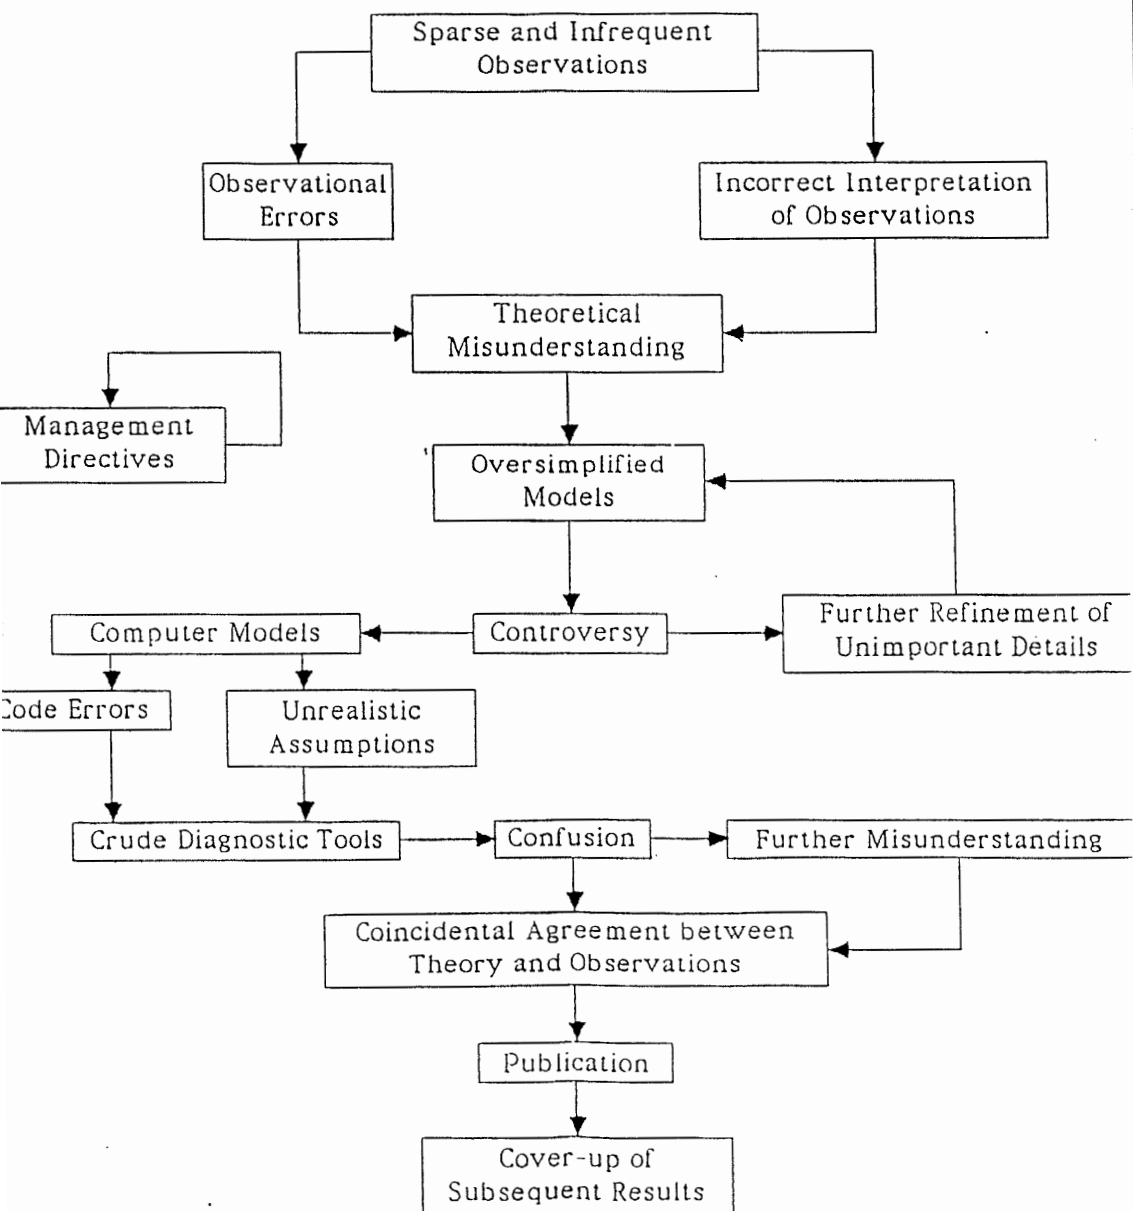 Sparse and Infrequent
Observations
Observational
Errors
Incorrect Interpretation
of Observations
Theoretical
Misunderstanding
Management
Directives
Oversimplified
Models
Computer Models
Controversy
Further Refinement of
Unimportant Details
Code Errors
Unrealistic
Assumptions
Crude Diagnostic Tools
Confusion
Further Misunderstanding
Coincidental Agreement between
Theory and Observations
Publication
Cover-up of
Subsequent Results